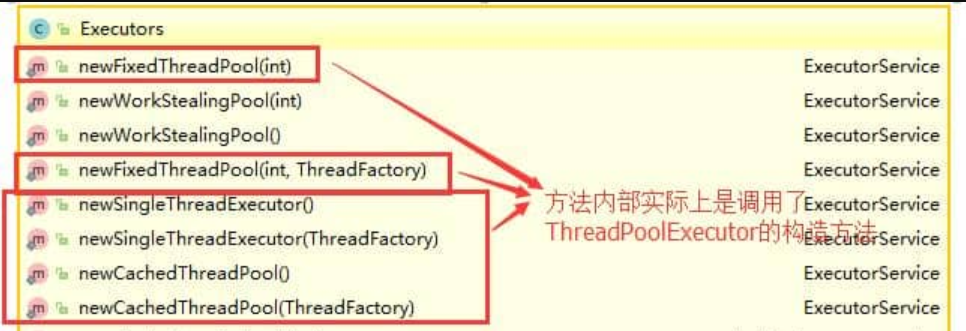 Executors
newFixedThreadPool(int) ExecutorService
newWorkStealingPool(int) ExecutorService
newWorkStealingPool() ExecutorService
newFixedThreadPool(int, ThreadFactory) ExecutorService
newSingleThreadExecutor() ExecutorService
方法内部实际上是调用了
ThreadPoolExecutor的构造方法
newSingleThreadExecutor(ThreadFactory) ExecutorService
newCachedThreadPool() ExecutorService
newCachedThreadPool(ThreadFactory) ExecutorService